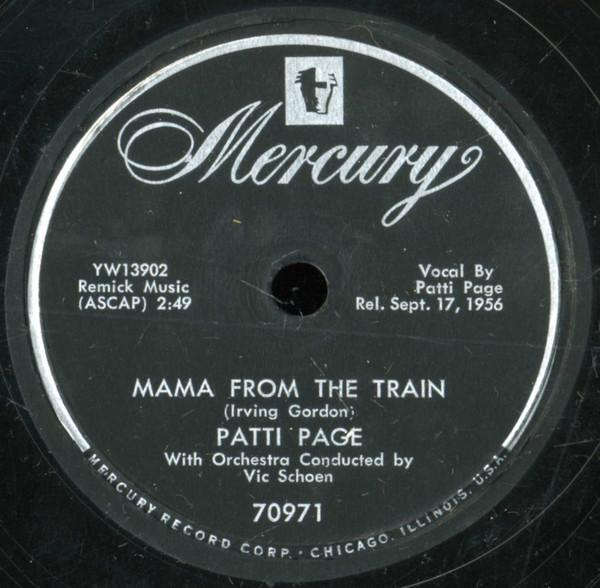 Mercury
YW13902
Remick Music
(ASCAP) 2:49
Vocal By
Patti Page
Rel. Sept. 17, 1956
MAMA FROM THE TRAIN
(Irving Gordon)
PATTI PAGE
With Orchestra Conducted by
Vic Schoen
70971
MERCURY RECORD CORP. · CHICAGO, ILLINOIS, U.S.A.